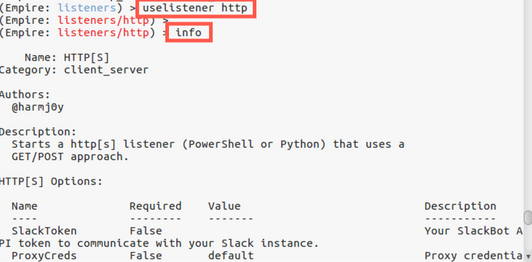 (Empire: listeners) > uselistener http
(Empire: listeners/http) >
(Empire: listeners/http) > info
Name: HTTP[S]
Category: client_server
Authors:
@harmj0y
Description:
Starts a http[s] listener (PowerShell or Python) that uses a
GET/POST approach.
HTTP[S] Options:
Name Required Value Description
---- -------- ------- -----------
SlackToken False Your SlackBot A
PI token to communicate with your Slack instance.
ProxyCreds False default Proxy credentia